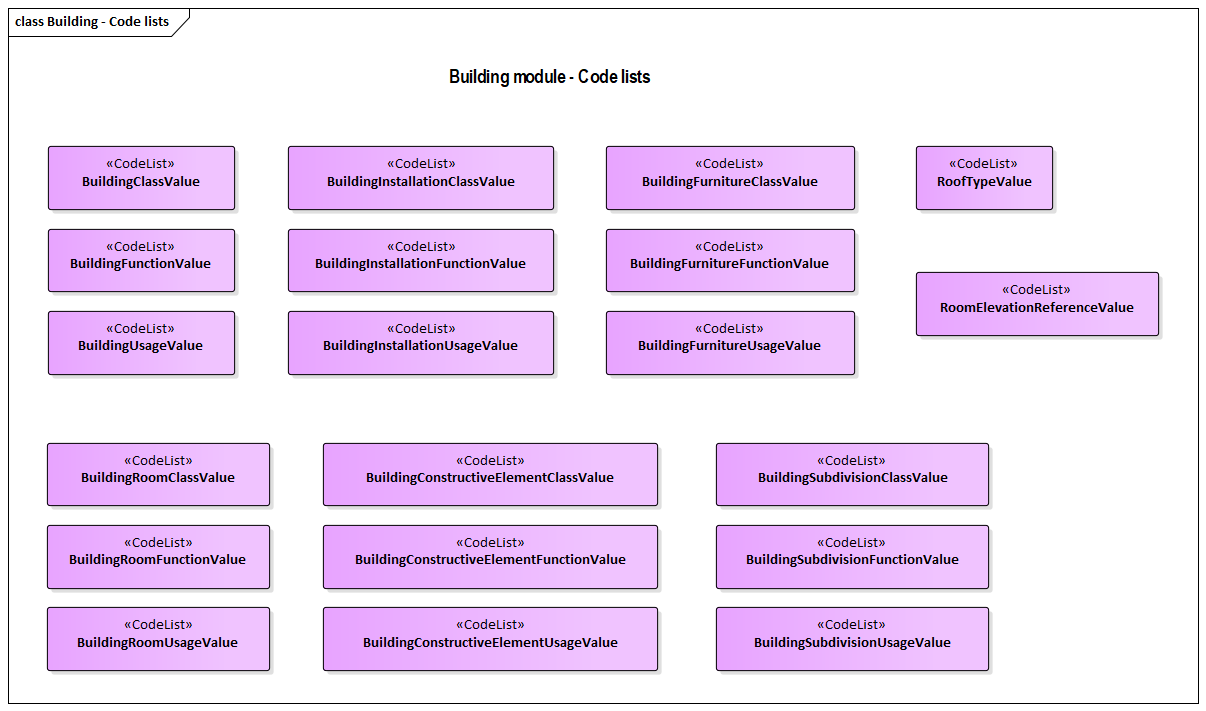 class Building - Code lists
Building module - Code lists
«CodeList»
BuildingClassValue
«CodeList»
BuildingInstallationClassValue
«CodeList»
BuildingFurnitureClassValue
«CodeList»
RoofTypeValue
«CodeList»
BuildingFunctionValue
«CodeList»
BuildingInstallationFunctionValue
«CodeList»
BuildingFurnitureFunctionValue
«CodeList»
RoomElevationReferenceValue
«CodeList»
BuildingUsageValue
«CodeList»
BuildingInstallationUsageValue
«CodeList»
BuildingFurnitureUsageValue
«CodeList»
BuildingRoomClassValue
«CodeList»
BuildingConstructiveElementClassValue
«CodeList»
BuildingSubdivisionClassValue
«CodeList»
BuildingRoomFunctionValue
«CodeList»
BuildingConstructiveElementFunctionValue
«CodeList»
BuildingSubdivisionFunctionValue
«CodeList»
BuildingRoomUsageValue
«CodeList»
BuildingConstructiveElementUsageValue
«CodeList»
BuildingSubdivisionUsageValue